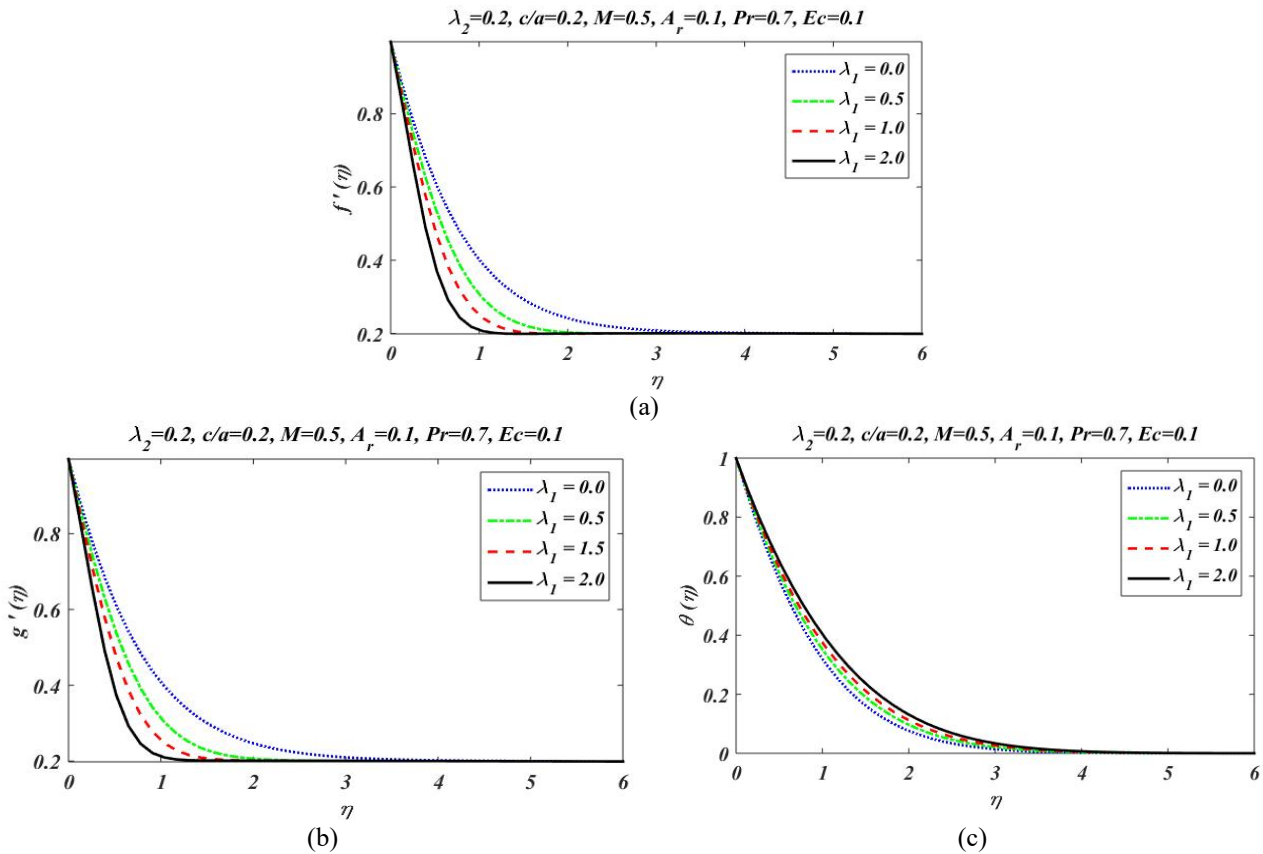 λ₂=0.2, c/a=0.2, M=0.5, Aᵣ=0.1, Pr=0.7, Ec=0.1
λ₁ = 0.0
λ₁ = 0.5
λ₁ = 1.0
λ₁ = 2.0
0.8
0.6
0.4
0.2
f ' (η)
0 1 2 3 4 5 6
η
(a)
λ₂=0.2, c/a=0.2, M=0.5, Aᵣ=0.1, Pr=0.7, Ec=0.1
λ₁ = 0.0
λ₁ = 0.5
λ₁ = 1.5
λ₁ = 2.0
0.8
0.6
0.4
0.2
g ' (η)
0 1 2 3 4 5 6
η
(b)
λ₂=0.2, c/a=0.2, M=0.5, Aᵣ=0.1, Pr=0.7, Ec=0.1
λ₁ = 0.0
λ₁ = 0.5
λ₁ = 1.0
λ₁ = 2.0
1
0.8
0.6
0.4
0.2
0
θ (η)
0 1 2 3 4 5 6
η
(c)